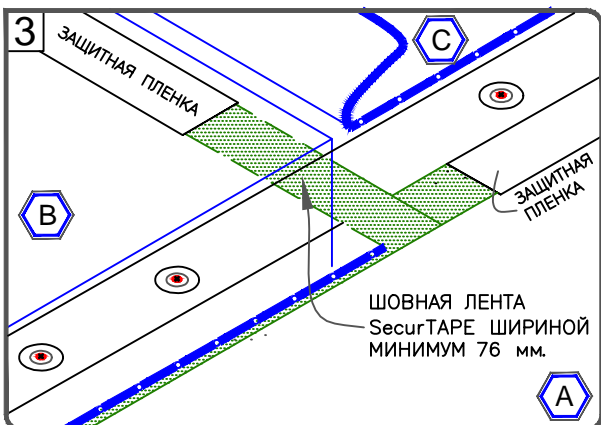 3
ЗАЩИТНАЯ ПЛЕНКА
C
B
ЗАЩИТНАЯ
ПЛЕНКА
ШОВНАЯ ЛЕНТА
SecurTAPE ШИРИНОЙ
МИНИМУМ 76 мм.
A